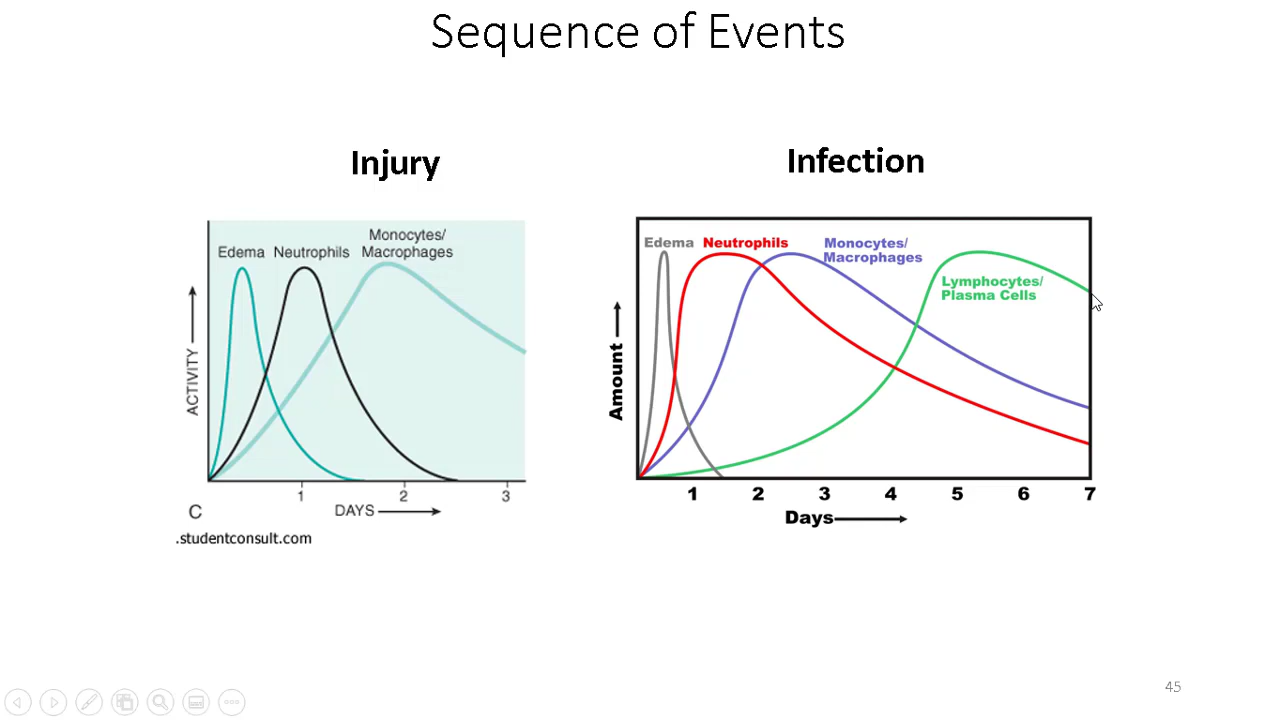 Sequence of Events
Injury
Infection
Monocytes/
Edema Neutrophils Macrophages
ACTIVITY
1 2 3
DAYS
C
.studentconsult.com
Edema Neutrophils Monocytes/
Macrophages
Lymphocytes/
Plasma Cells
Amount
1 2 3 4 5 6 7
Days
45